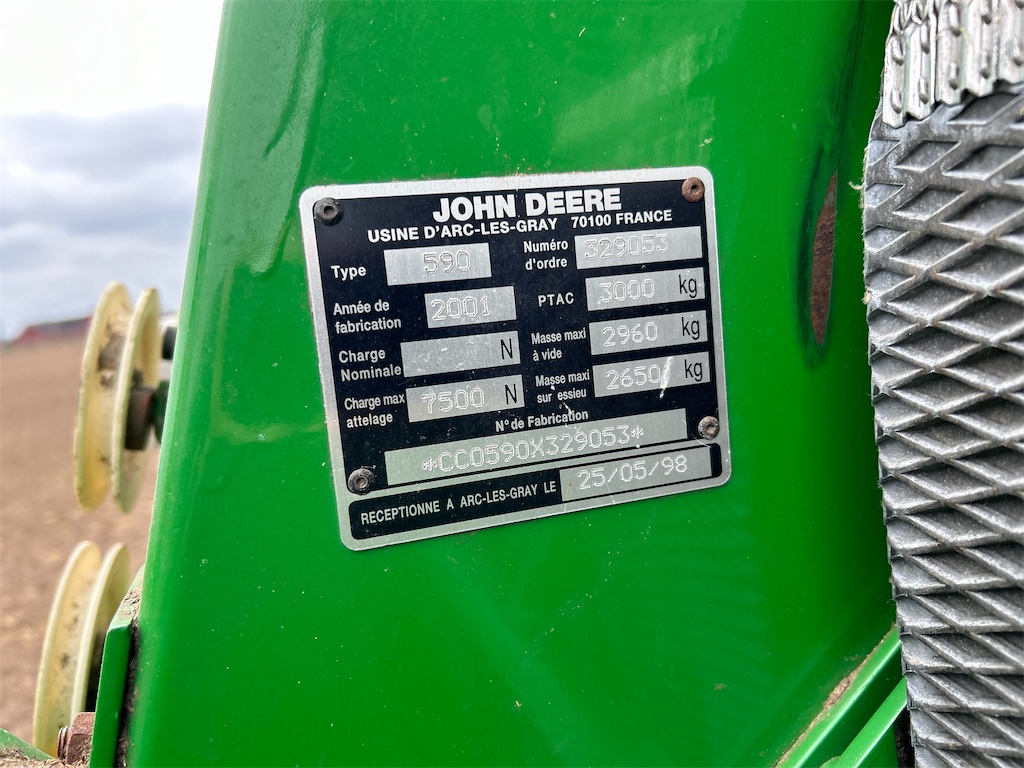 JOHN DEERE
USINE D'ARC-LES-GRAY 70100 FRANCE
Type 590
Numéro d'ordre 329053
Année de fabrication 2001
PTAC 3000 kg
Charge Nominale N
Masse maxi à vide 2960 kg
Charge max attelage 7500 N
Masse maxi sur essieu 2650 kg
N° de Fabrication
*CC0590X329053*
RECEPTIONNE A ARC-LES-GRAY LE 25/05/98